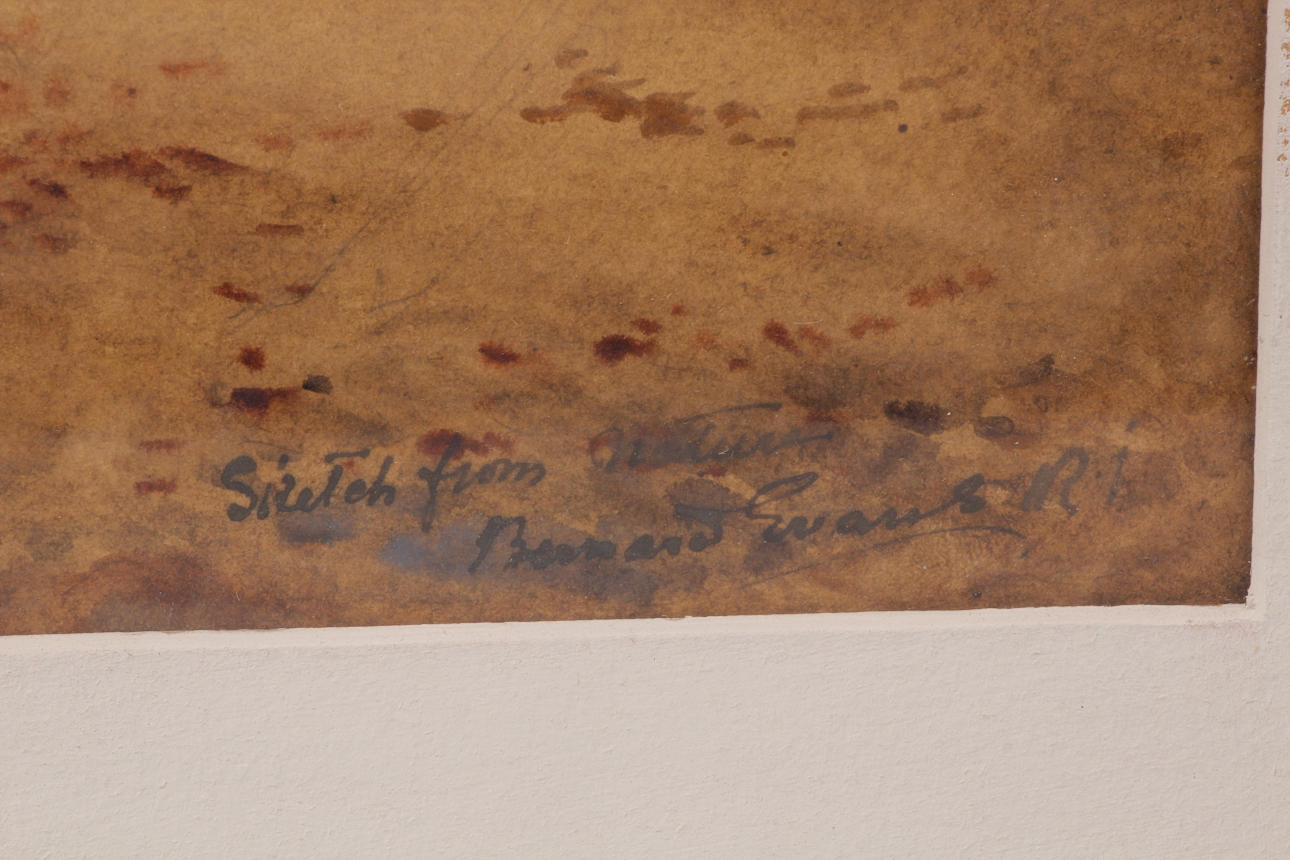 Sketch from Nature
Bernard Evans R.I